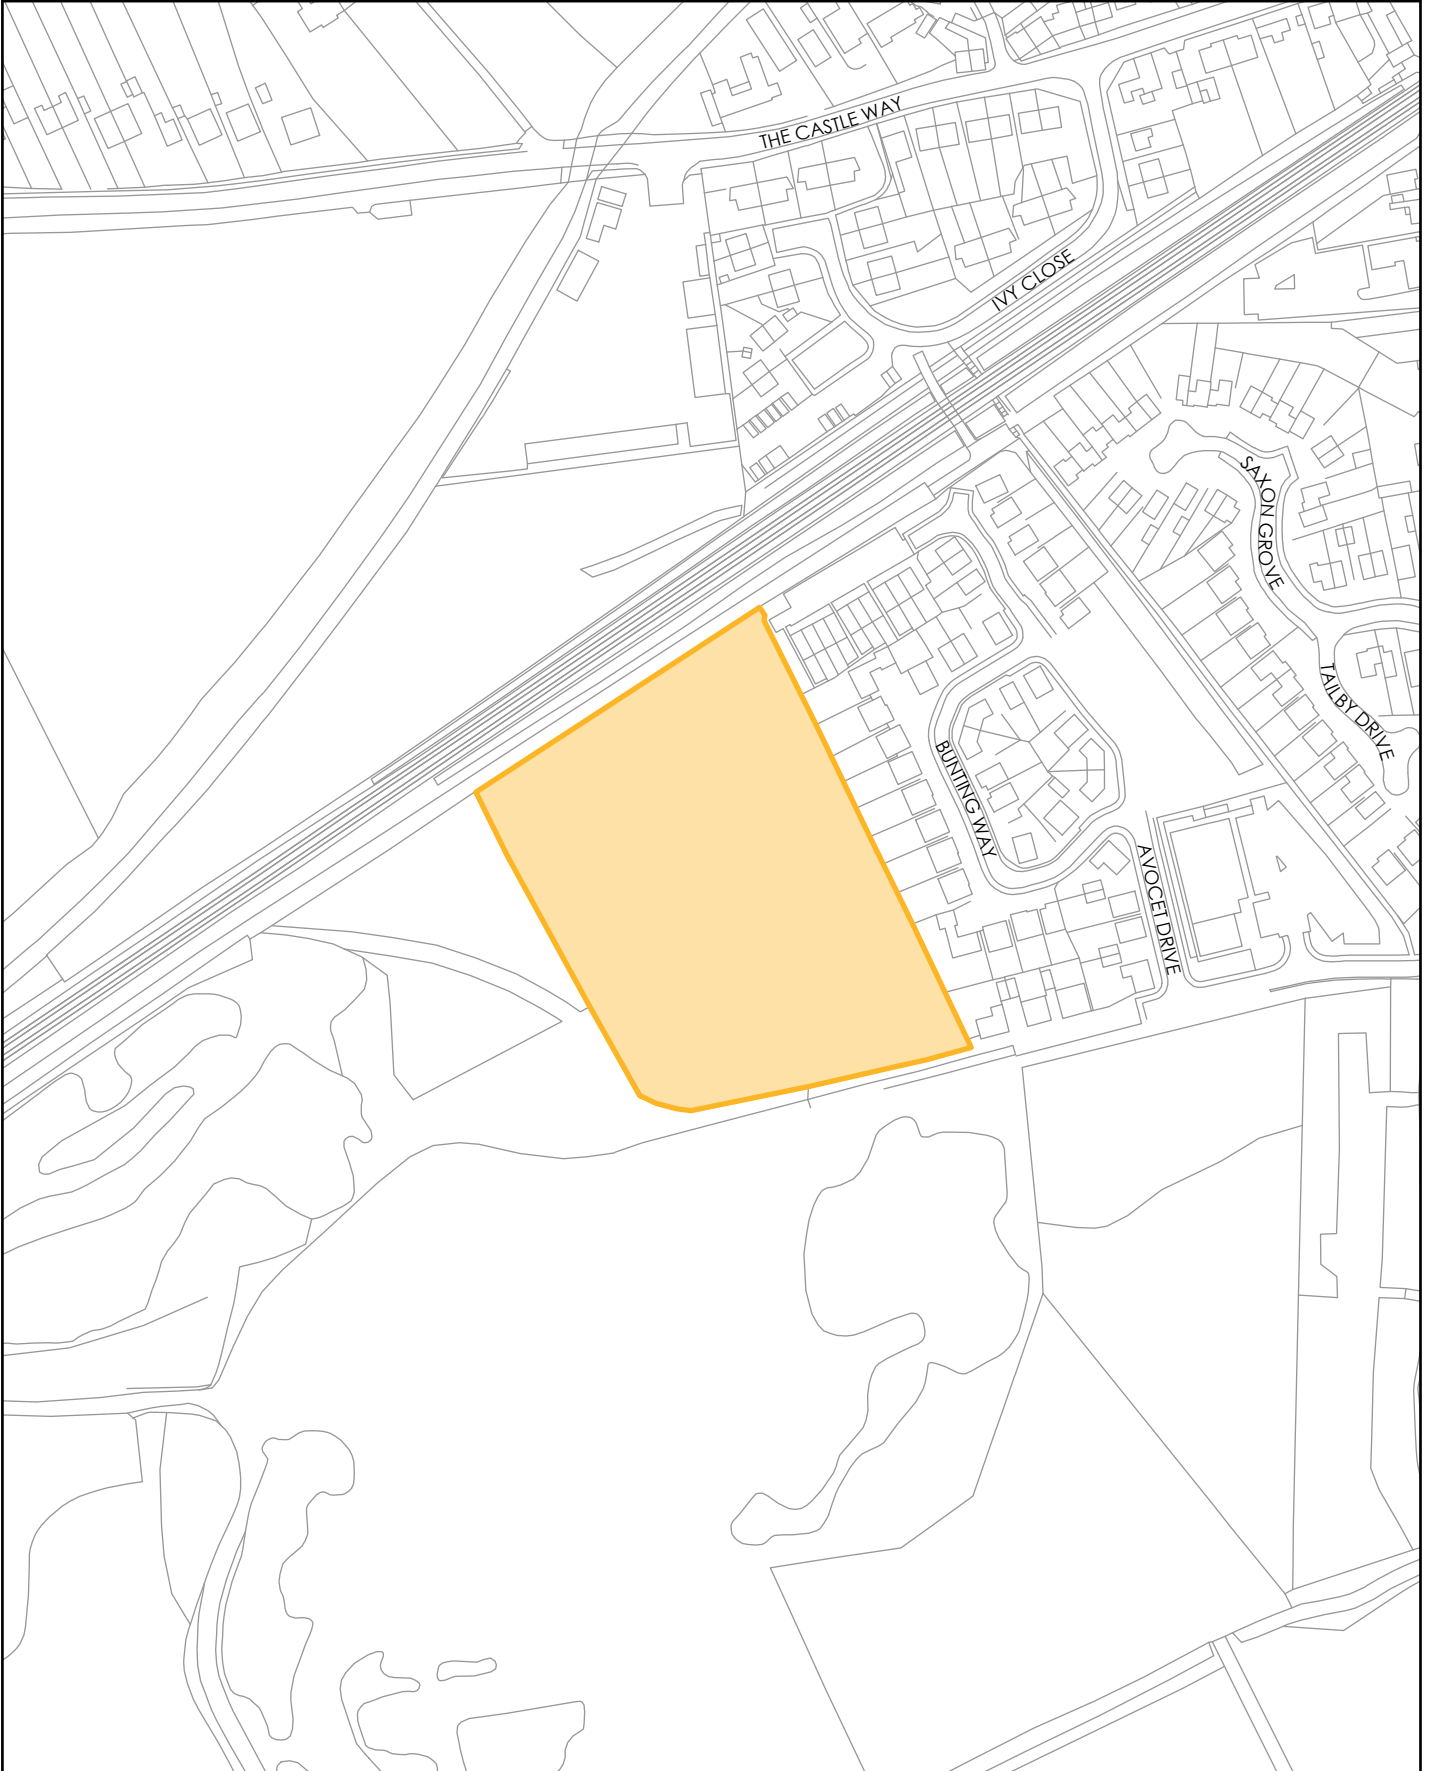 THE CASTLE WAY
IVY CLOSE
SAXON GROVE
TAILBY DRIVE
BUNTING WAY
AVOCET DRIVE